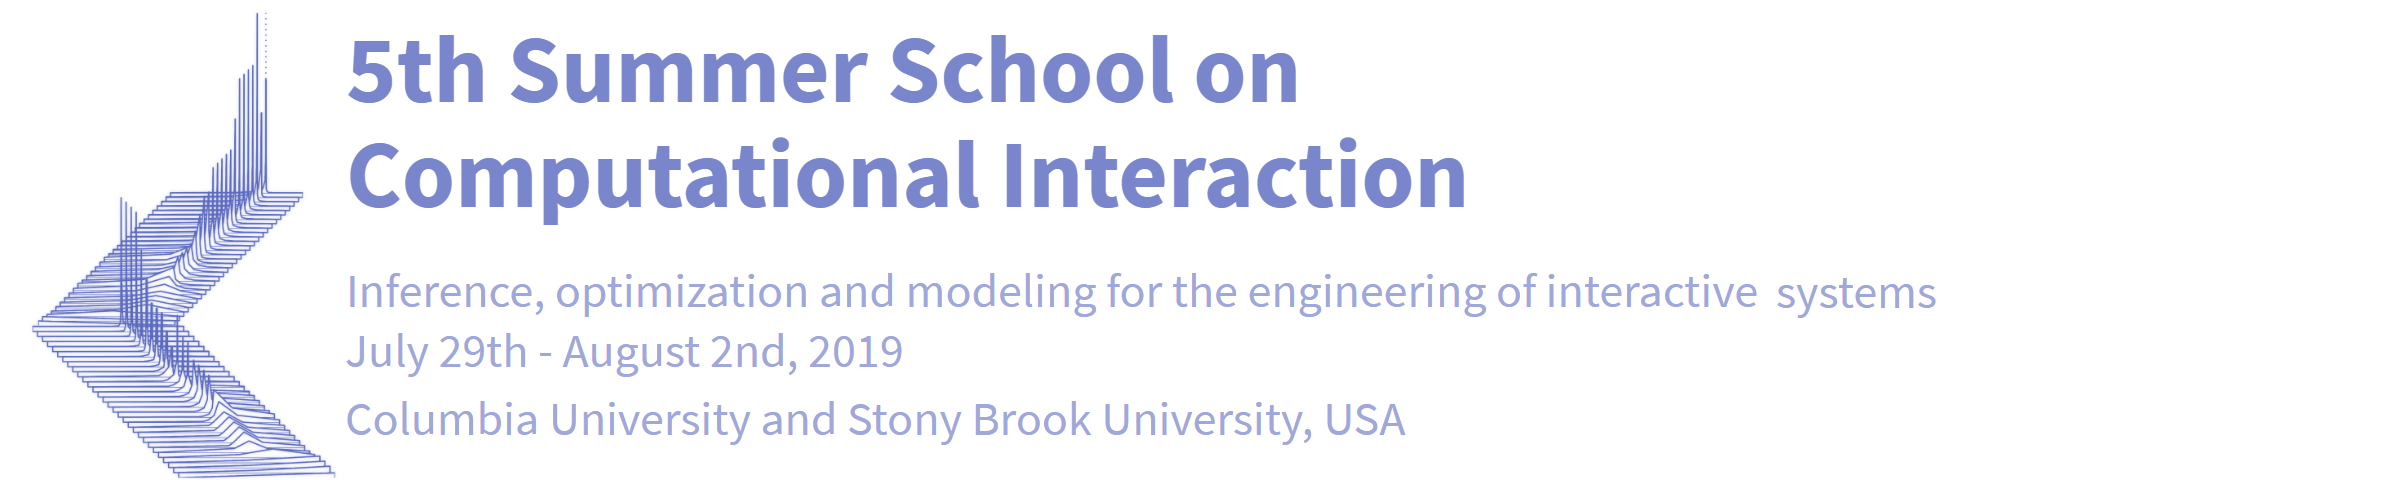 5th Summer School on
Computational Interaction
Inference, optimization and modeling for the engineering of interactive systems
July 29th - August 2nd, 2019
Columbia University and Stony Brook University, USA